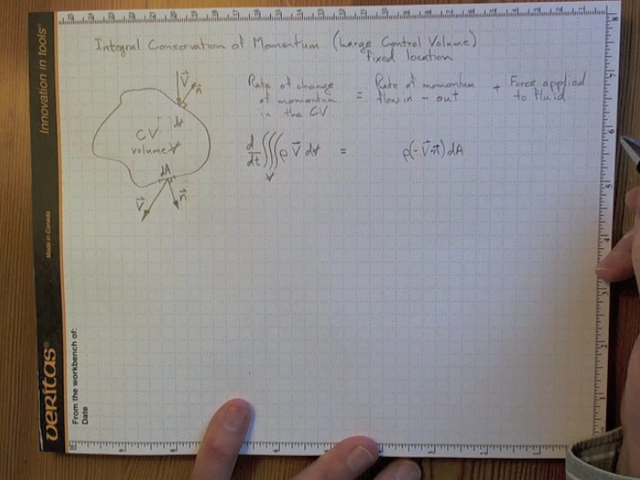 Integral Conservation of Momentum (Large Control Volume)
fixed location
Rate of change
of momentum
in the CV
=
Rate of momentum
flow in - out
+
Force applied
to fluid
V⃗
n⃗
dA
CV
volume V
dA
V⃗
n⃗
d/dt ∭ ρ V⃗ dV = ρ(-V⃗·n⃗)dA
V
Innovation in tools
Made in Canada
veritas
From the workbench of:
Date